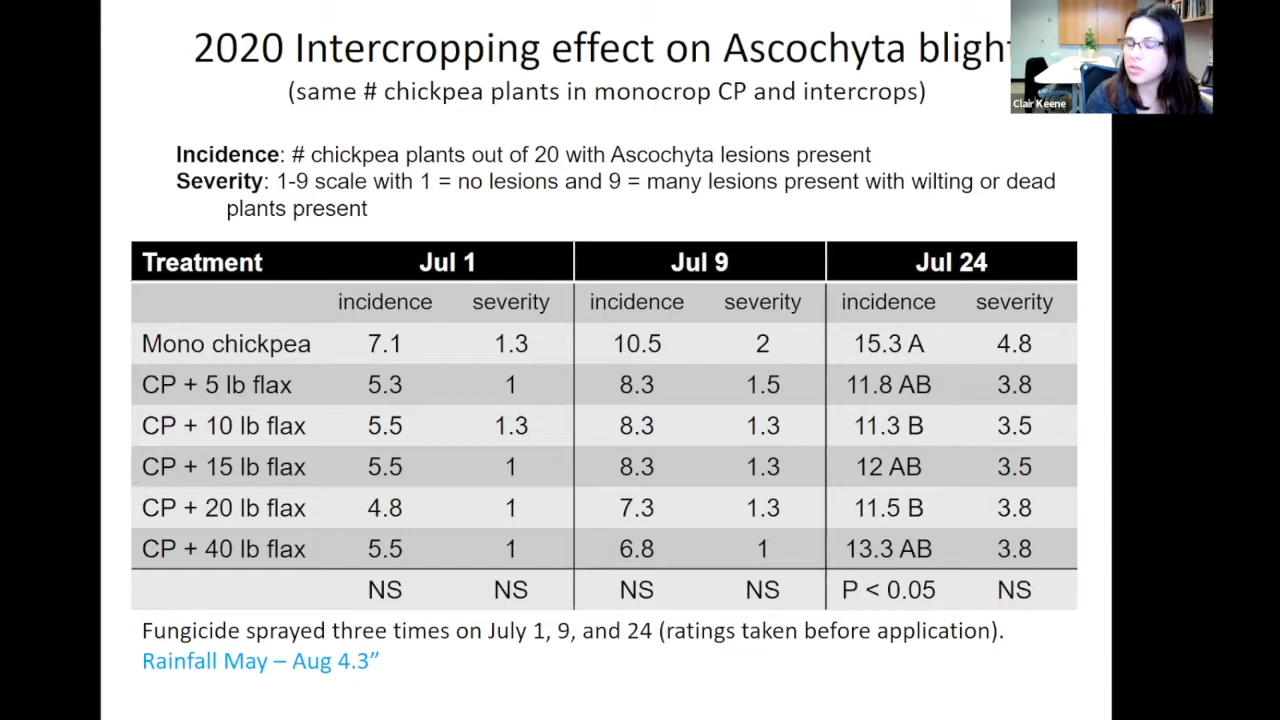 2020 Intercropping effect on Ascochyta blight
(same # chickpea plants in monocrop CP and intercrops)
Clair Keene
Incidence: # chickpea plants out of 20 with Ascochyta lesions present
Severity: 1-9 scale with 1 = no lesions and 9 = many lesions present with wilting or dead
plants present
Treatment Jul 1 Jul 9 Jul 24
incidence severity incidence severity incidence severity
Mono chickpea 7.1 1.3 10.5 2 15.3 A 4.8
CP + 5 lb flax 5.3 1 8.3 1.5 11.8 AB 3.8
CP + 10 lb flax 5.5 1.3 8.3 1.3 11.3 B 3.5
CP + 15 lb flax 5.5 1 8.3 1.3 12 AB 3.5
CP + 20 lb flax 4.8 1 7.3 1.3 11.5 B 3.8
CP + 40 lb flax 5.5 1 6.8 1 13.3 AB 3.8
NS NS NS NS P < 0.05 NS
Fungicide sprayed three times on July 1, 9, and 24 (ratings taken before application).
Rainfall May – Aug 4.3”